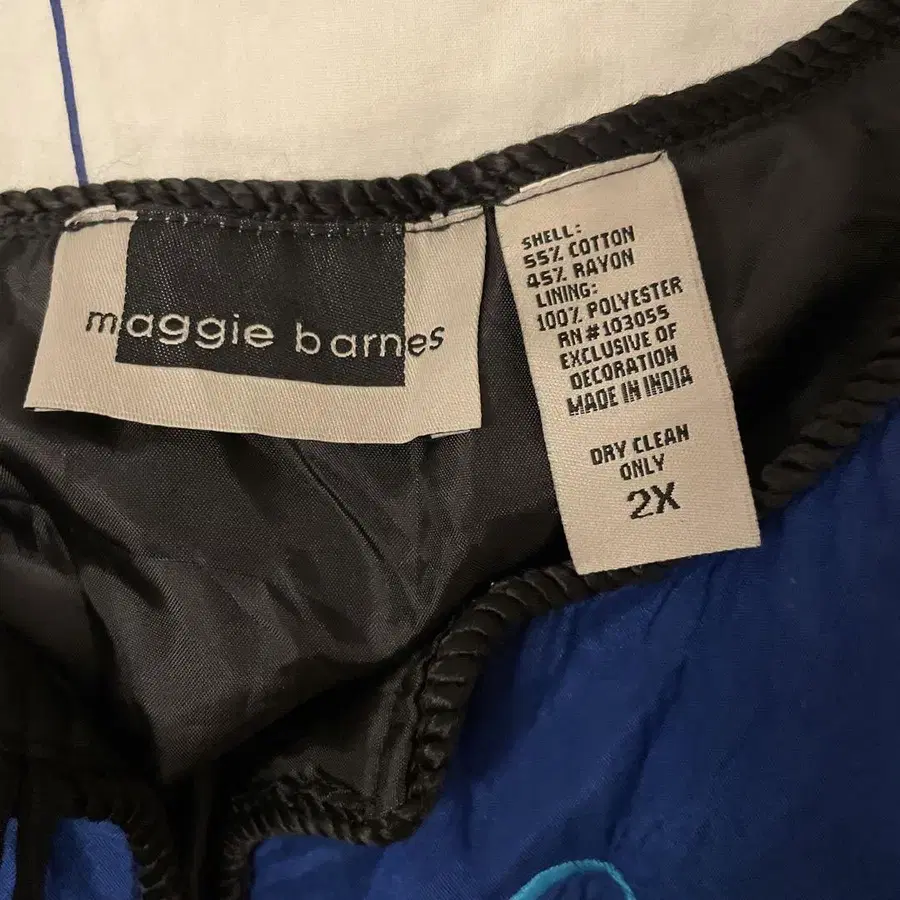 maggie barnes
SHELL:
55% COTTON
45% RAYON
LINING:
100% POLYESTER
RN#103055
EXCLUSIVE OF
DECORATION
MADE IN INDIA
DRY CLEAN
ONLY
2X